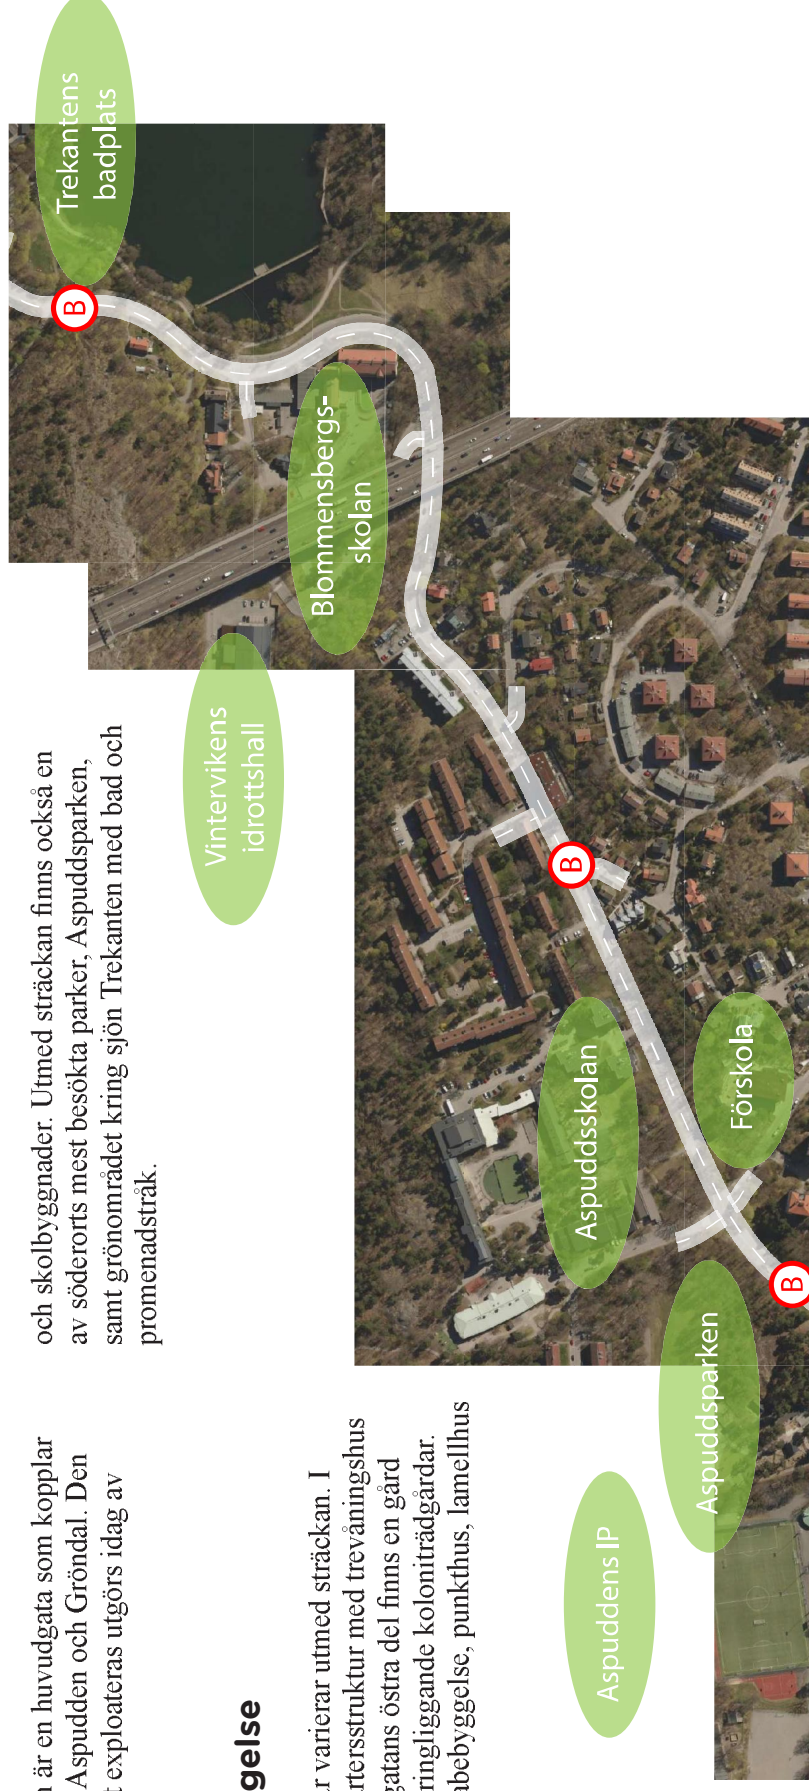 n är en huvudgata som kopplar
Aspudden och Gröndal. Den
t exploateras utgörs idag av
gelse
r varierar utmed sträckan. I
rtersstruktur med trevåningshus
gatans östra del finns en gård
ringliggande koloniträdgårdar.
abebyggelse, punkthus, lamellhus
och skolbyggnader. Utmed sträckan finns också en
av söderorts mest besökta parker, Aspuddsparken,
samt grönområdet kring sjön Trekanten med bad och
promenadstråk.
Aspuddens IP
Aspuddsparken
B
Aspuddsskolan
Förskola
B
Vintervikens
idrottshall
Blommensbergs-
skolan
B
Trekantens
badplats